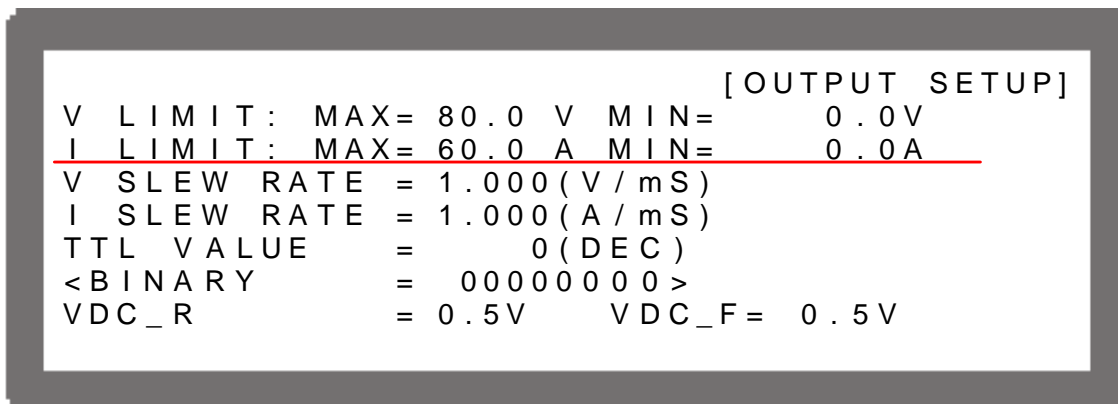 [OUTPUT SETUP]
V LIMIT: MAX= 80.0 V MIN= 0.0V
I LIMIT: MAX= 60.0 A MIN= 0.0A
V SLEW RATE = 1.000(V/mS)
I SLEW RATE = 1.000(A/mS)
TTL VALUE = 0(DEC)
<BINARY = 00000000>
VDC_R = 0.5V VDC_F= 0.5V